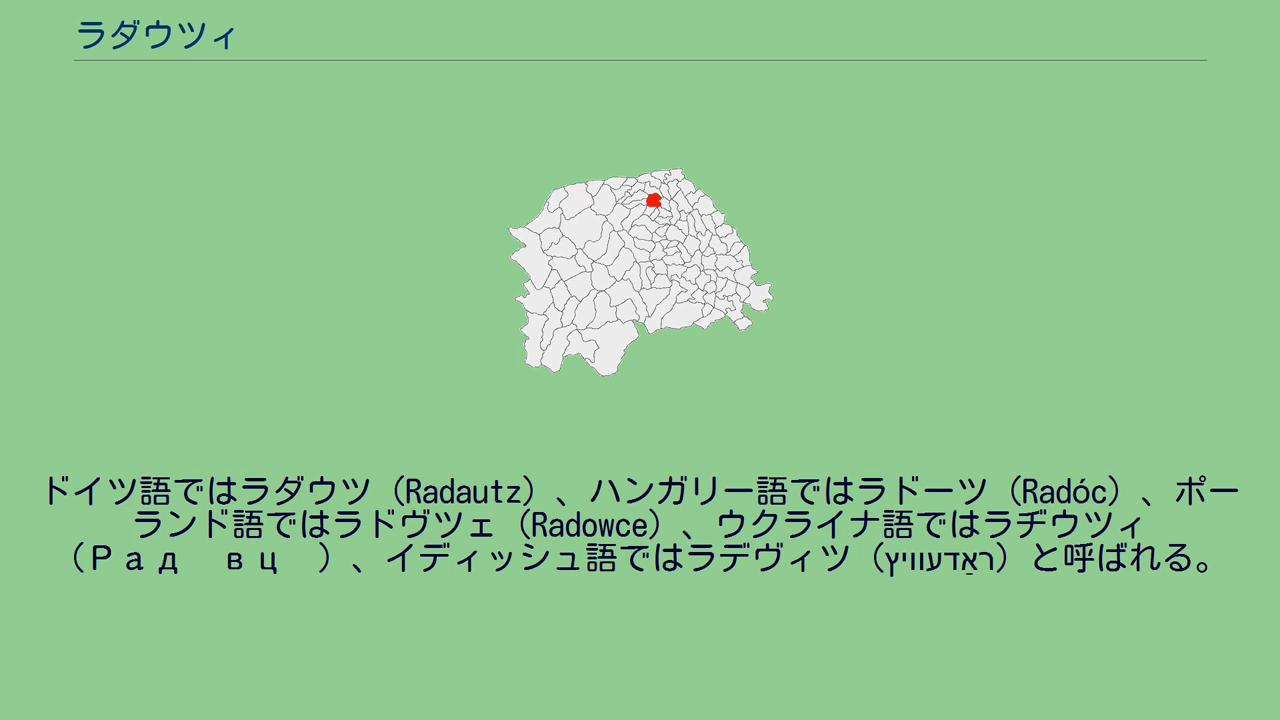 ラダウツィ
ドイツ語ではラダウツ（Radautz）、ハンガリー語ではラドーツ（Radóc）、ポー
ランド語ではラドヴツェ（Radowce）、ウクライナ語ではラヂウツィ
（Рад　вц　）、イディッシュ語ではラデヴィツ（ראַדעוויץ）と呼ばれる。